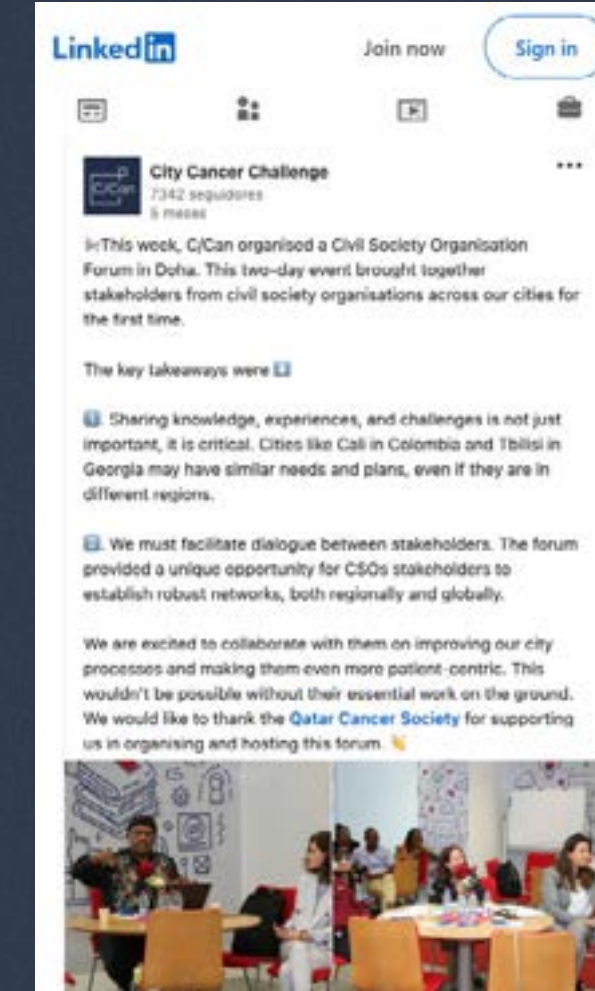 Linked in
Join now
Sign in
City Cancer Challenge
C/Can
7342 seguidores
5 meses
This week, C/Can organised a Civil Society Organisation
Forum in Doha. This two-day event brought together
stakeholders from civil society organisations across our cities for
the first time.
The key takeaways were ⬇️
1️⃣. Sharing knowledge, experiences, and challenges is not just
important, it is critical. Cities like Cali in Colombia and Tbilisi in
Georgia may have similar needs and plans, even if they are in
different regions.
2️⃣. We must facilitate dialogue between stakeholders. The forum
provided a unique opportunity for CSOs stakeholders to
establish robust networks, both regionally and globally.
We are excited to collaborate with them on improving our city
processes and making them even more patient-centric. This
wouldn't be possible without their essential work on the ground.
We would like to thank the Qatar Cancer Society for supporting
us in organising and hosting this forum. 👏